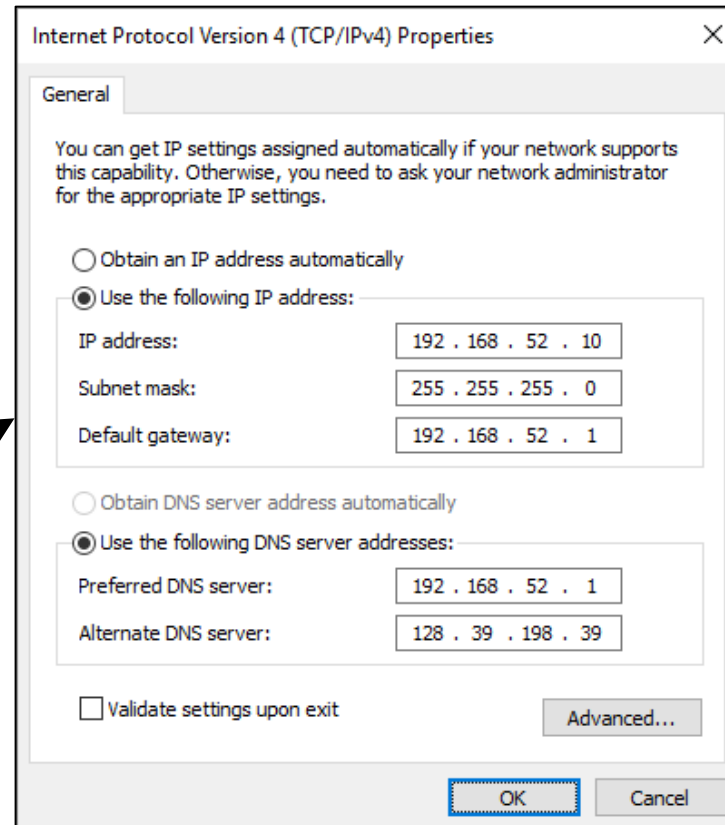 Internet Protocol Version 4 (TCP/IPv4) Properties
General
You can get IP settings assigned automatically if your network supports
this capability. Otherwise, you need to ask your network administrator
for the appropriate IP settings.
Obtain an IP address automatically
Use the following IP address:
IP address: 192 . 168 . 52 . 10
Subnet mask: 255 . 255 . 255 . 0
Default gateway: 192 . 168 . 52 . 1
Obtain DNS server address automatically
Use the following DNS server addresses:
Preferred DNS server: 192 . 168 . 52 . 1
Alternate DNS server: 128 . 39 . 198 . 39
Validate settings upon exit
Advanced...
OK Cancel